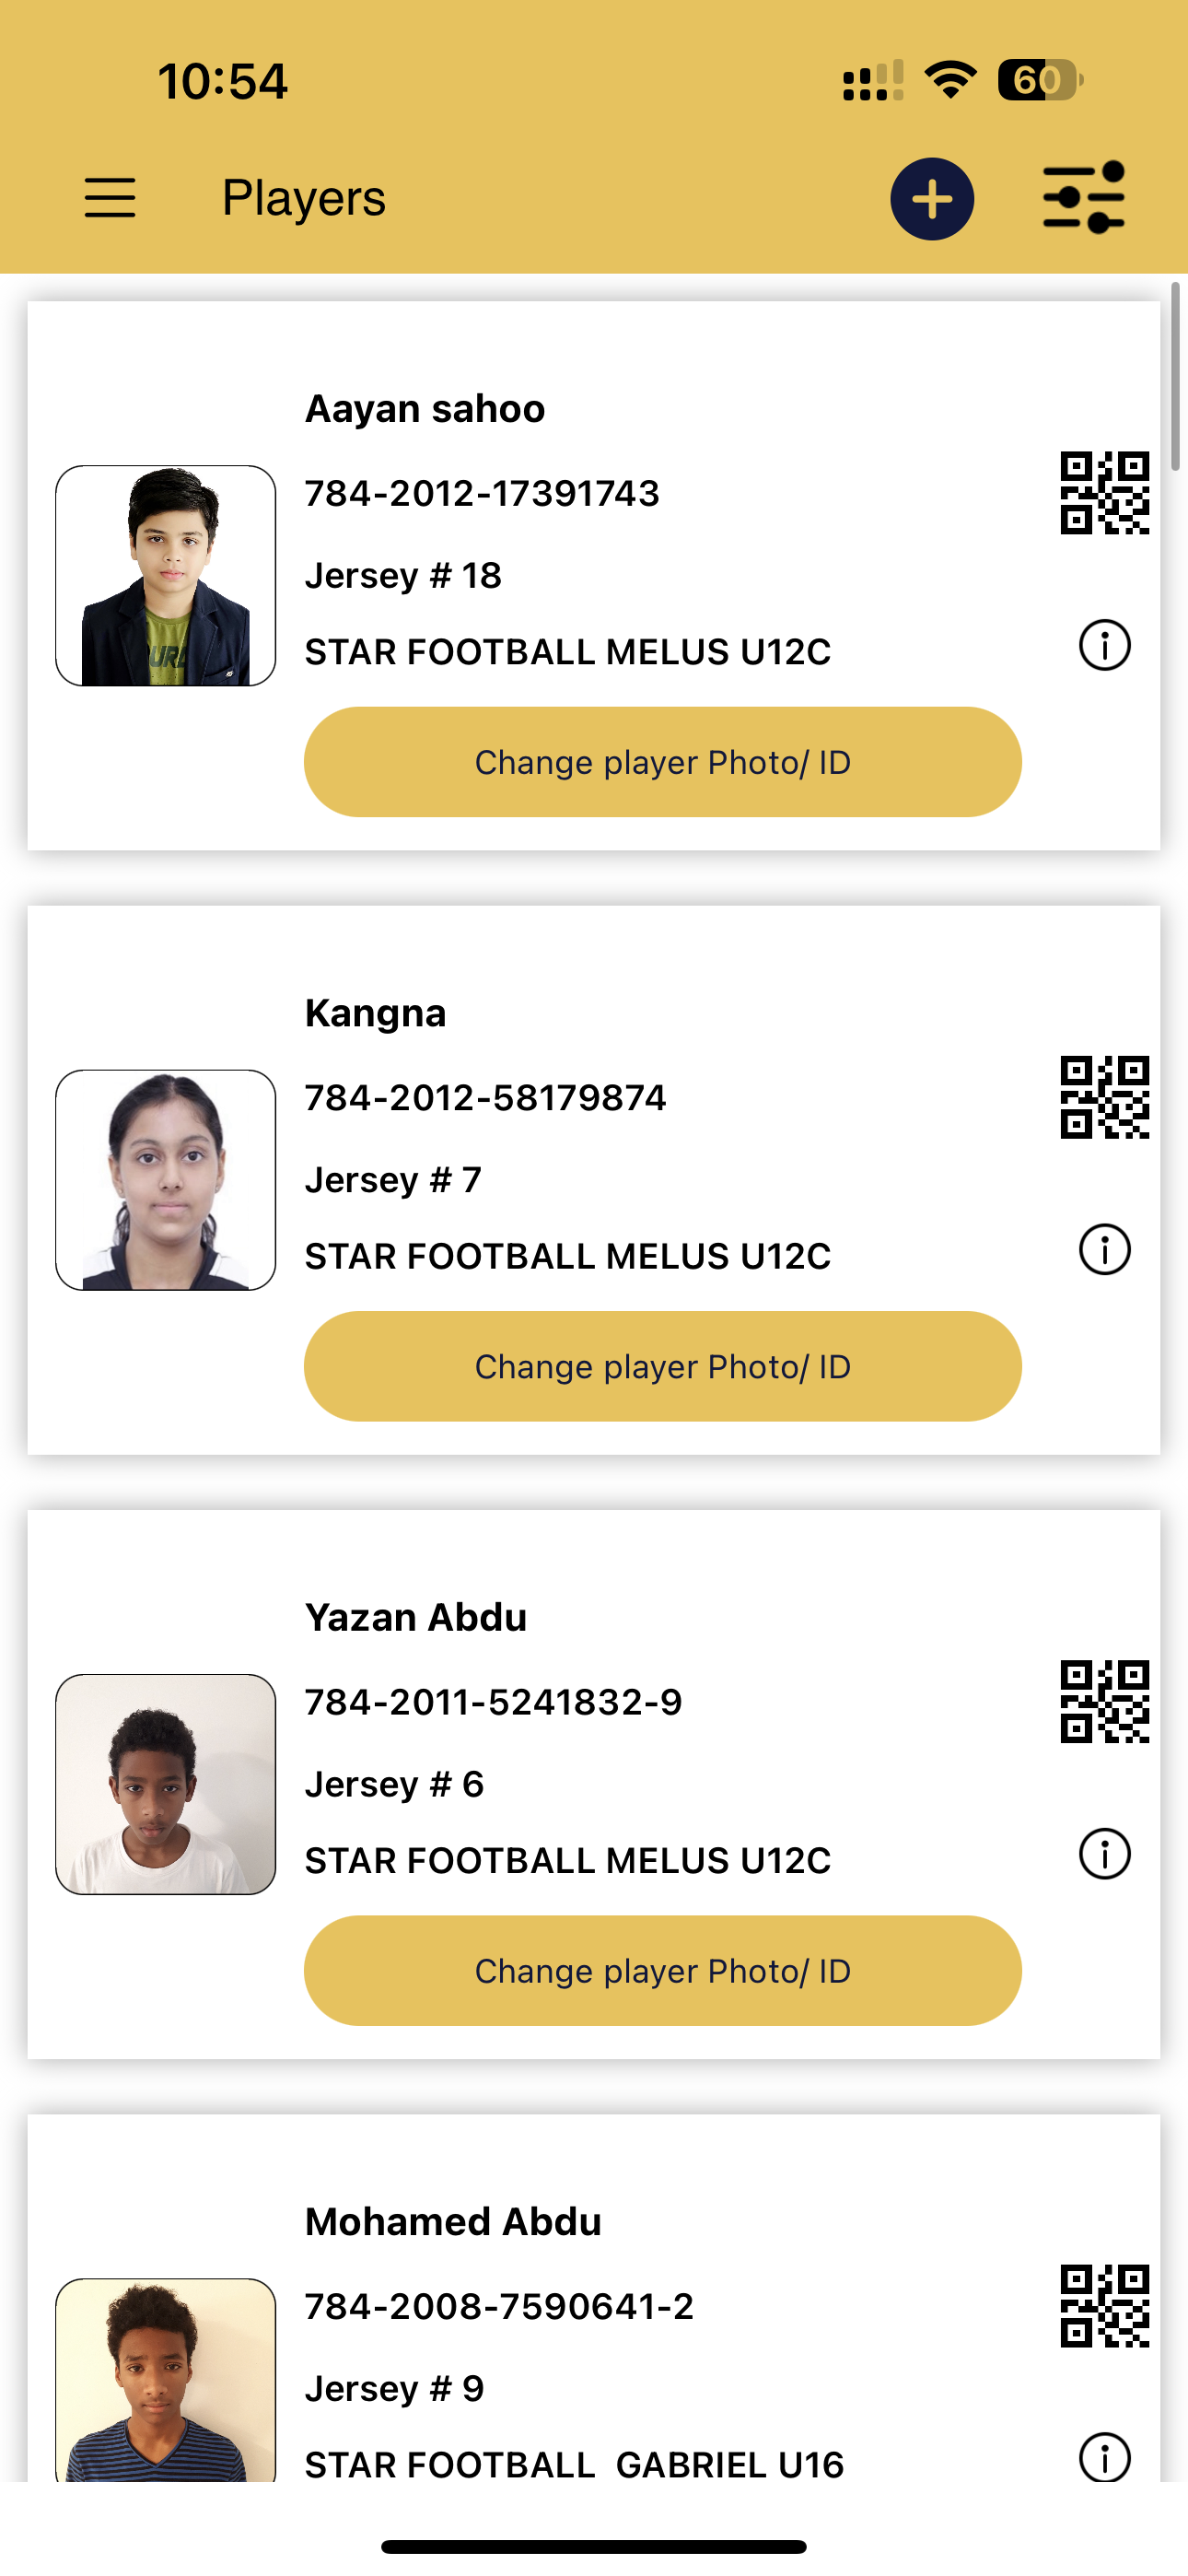 10:54
60
Players
Aayan sahoo
784-2012-17391743
Jersey # 18
STAR FOOTBALL MELUS U12C
Change player Photo/ ID
Kangna
784-2012-58179874
Jersey # 7
STAR FOOTBALL MELUS U12C
Change player Photo/ ID
Yazan Abdu
784-2011-5241832-9
Jersey # 6
STAR FOOTBALL MELUS U12C
Change player Photo/ ID
Mohamed Abdu
784-2008-7590641-2
Jersey # 9
STAR FOOTBALL  GABRIEL U16